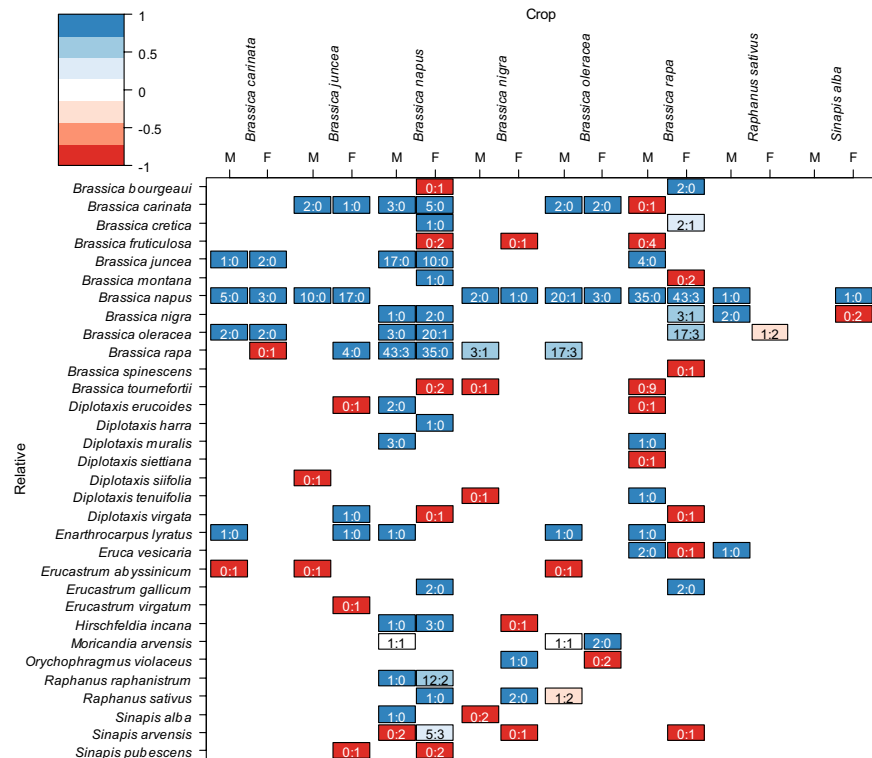 Crop
1
0.5
0
-0.5
-1
Brassica carinata
Brassica juncea
Brassica napus
Brassica nigra
Brassica oleracea
Brassica rapa
Raphanus sativus
Sinapis alba
M F M F M F M F M F M F M F M F
Relative
Brassica bourgeaui 0:1 2:0
Brassica carinata 2:0 1:0 3:0 5:0 2:0 2:0 0:1
Brassica cretica 1:0 2:1
Brassica fruticulosa 0:2 0:1 0:4
Brassica juncea 1:0 2:0 17:0 10:0 4:0
Brassica montana 1:0 0:2
Brassica napus 5:0 3:0 10:0 17:0 2:0 1:0 20:1 3:0 35:0 43:3 1:0 1:0
Brassica nigra 1:0 2:0 3:1 2:0 0:2
Brassica oleracea 2:0 2:0 3:0 20:1 17:3 1:2
Brassica rapa 0:1 4:0 43:3 35:0 3:1 17:3
Brassica spinescens 0:1
Brassica tournefortii 0:2 0:1 0:9
Diplotaxis erucoides 0:1 2:0 0:1
Diplotaxis harra 1:0
Diplotaxis muralis 3:0 1:0
Diplotaxis siettiana 0:1
Diplotaxis siifolia 0:1
Diplotaxis tenuifolia 0:1 1:0
Diplotaxis virgata 1:0 0:1 0:1
Enarthrocarpus lyratus 1:0 1:0 1:0 1:0 1:0
Eruca vesicaria 2:0 0:1 1:0
Erucastrum abyssinicum 0:1 0:1 0:1
Erucastrum gallicum 2:0 2:0
Erucastrum virgatum 0:1
Hirschfeldia incana 1:0 3:0 0:1
Moricandia arvensis 1:1 1:1 2:0
Orychophragmus violaceus 1:0 0:2
Raphanus raphanistrum 1:0 12:2
Raphanus sativus 1:0 2:0 1:2
Sinapis alba 1:0 0:2
Sinapis arvensis 0:2 5:3 0:1 0:1
Sinapis pubescens 0:1 0:2